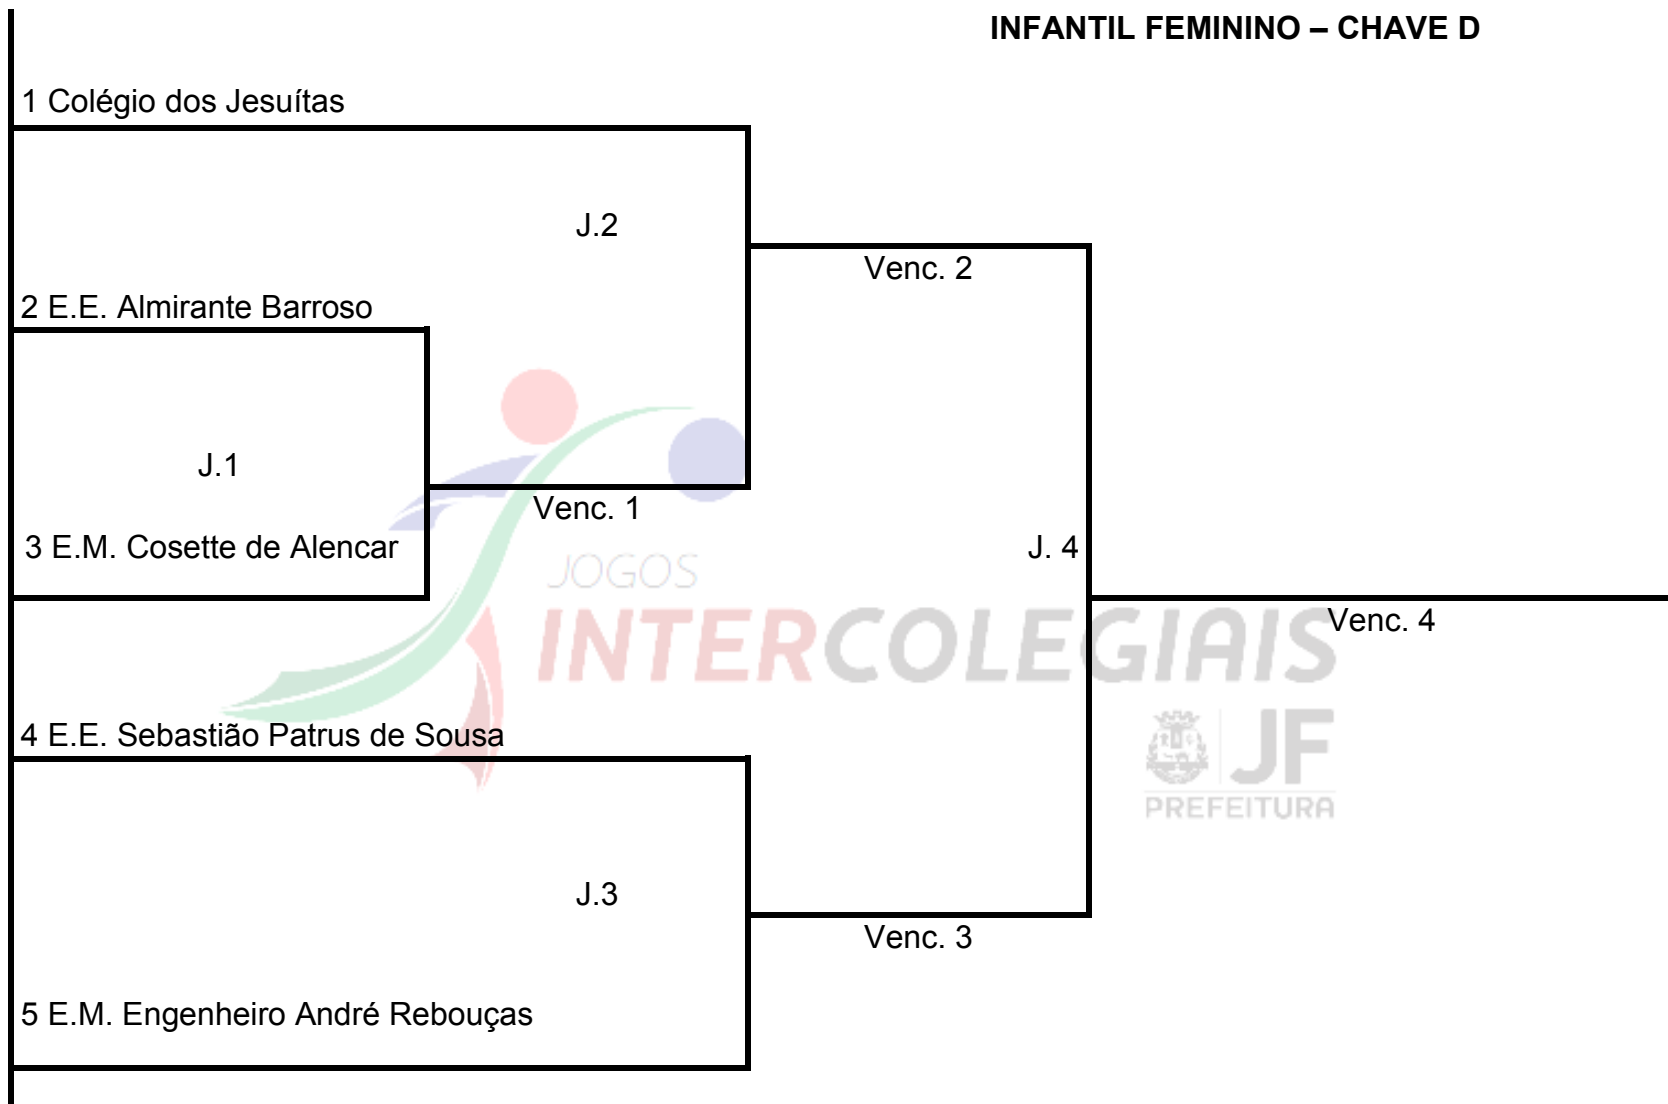 INFANTIL FEMININO – CHAVE D
1 Colégio dos Jesuítas
J.2
Venc. 2
2 E.E. Almirante Barroso
J.1
Venc. 1
3 E.M. Cosette de Alencar
J. 4
JOGOS
INTERCOLEGIAIS
Venc. 4
4 E.E. Sebastião Patrus de Sousa
JF
PREFEITURA
J.3
Venc. 3
5 E.M. Engenheiro André Rebouças